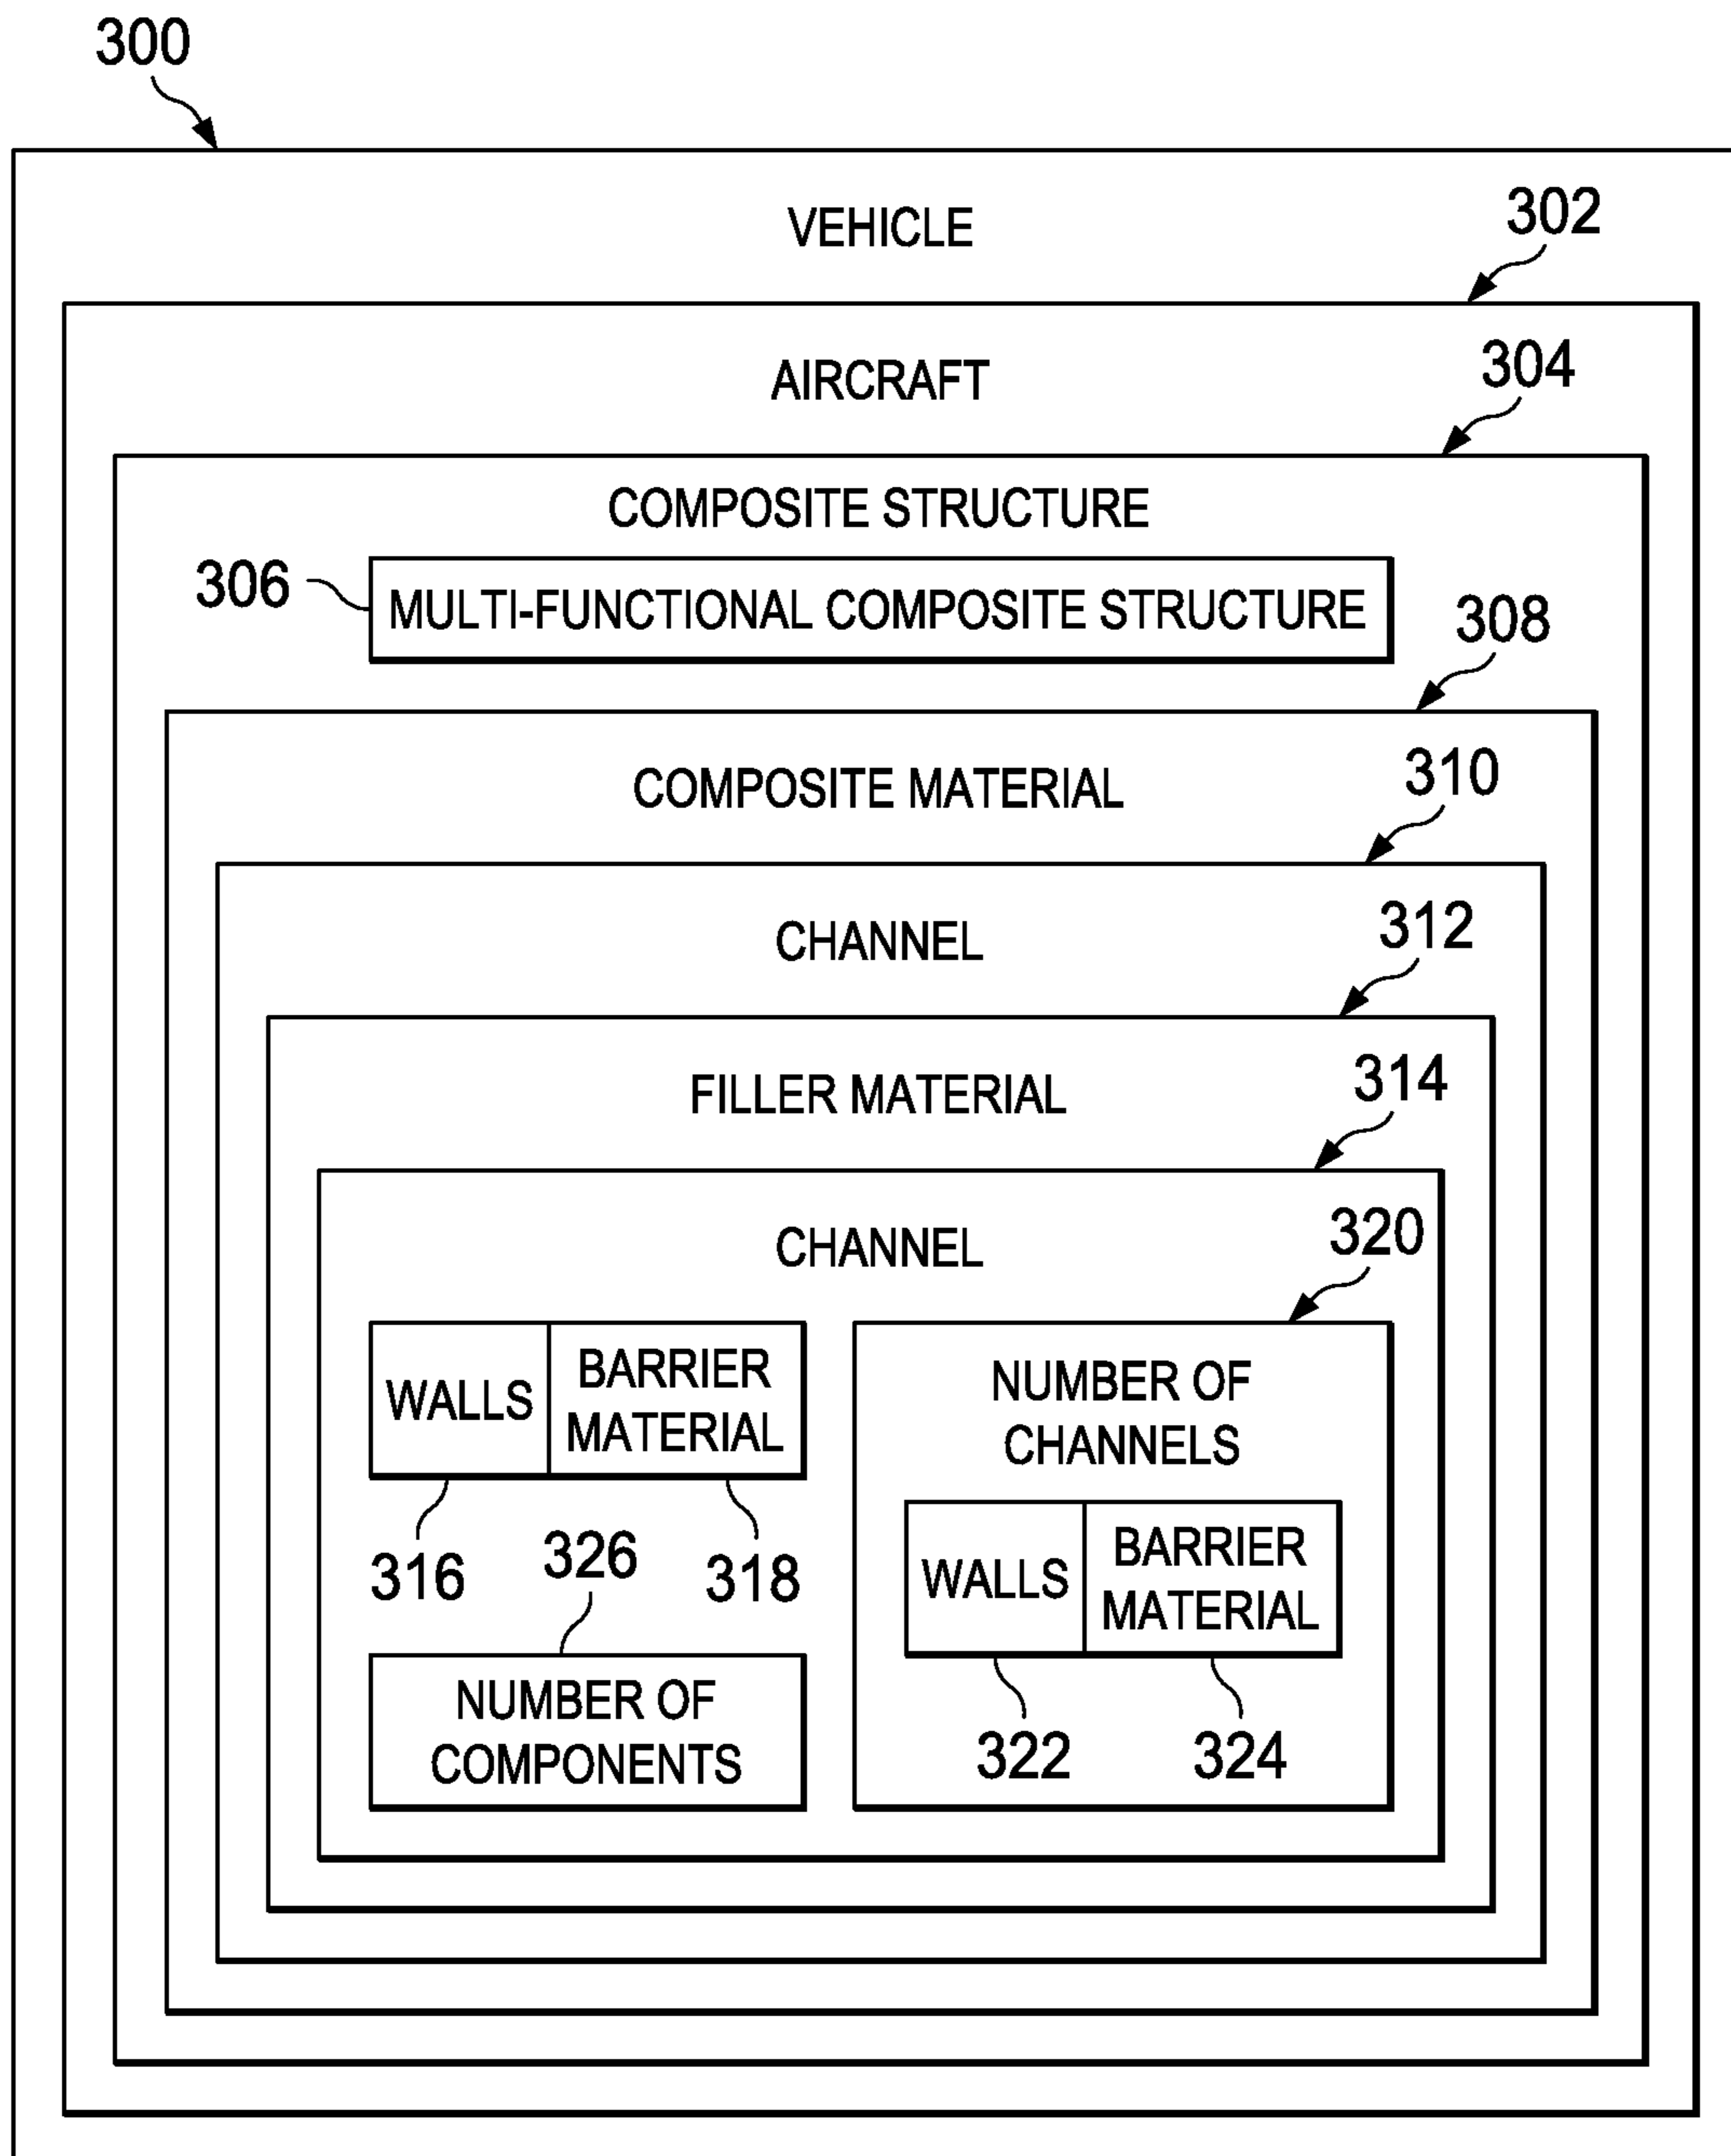 300
VEHICLE
302
AIRCRAFT
304
COMPOSITE STRUCTURE
306
MULTI-FUNCTIONAL COMPOSITE STRUCTURE
308
COMPOSITE MATERIAL
310
CHANNEL
312
FILLER MATERIAL
314
CHANNEL
320
WALLS
BARRIER
MATERIAL
316
318
326
NUMBER OF
COMPONENTS
NUMBER OF
CHANNELS
WALLS
BARRIER
MATERIAL
322
324